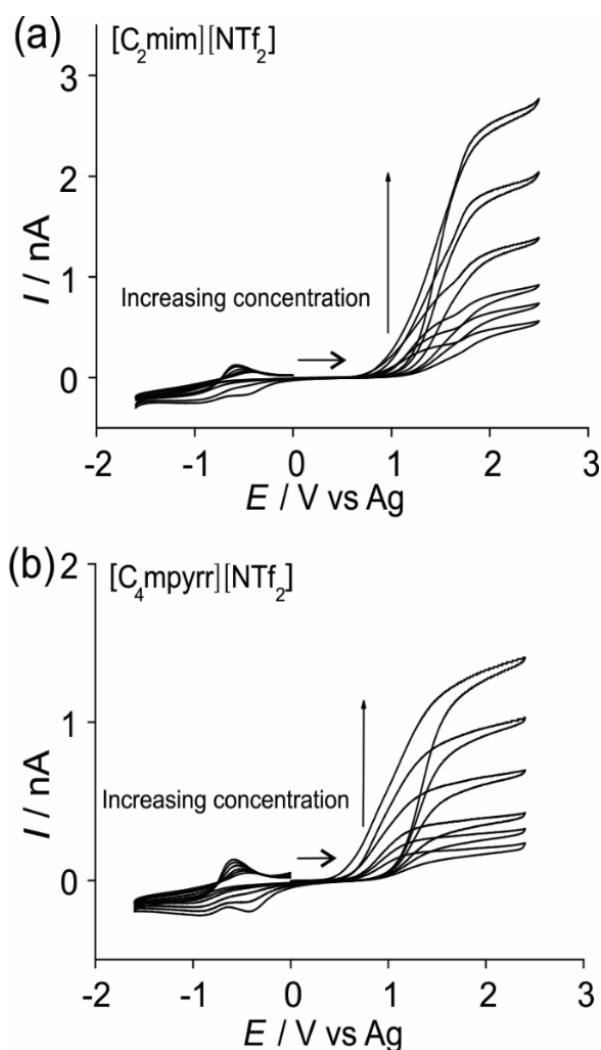 (a)
[C₂mim][NTf₂]
3
2
1
0
I / nA
Increasing concentration
-2 -1 0 1 2 3
E / V vs Ag
(b)
[C₄mpyrr][NTf₂]
2
1
0
I / nA
Increasing concentration
-2 -1 0 1 2 3
E / V vs Ag